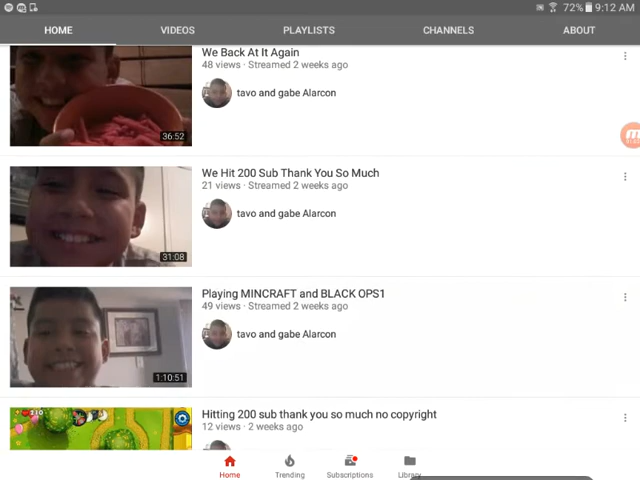 72% 9:12 AM
HOME VIDEOS PLAYLISTS CHANNELS ABOUT
We Back At It Again
48 views · Streamed 2 weeks ago
tavo and gabe Alarcon
36:52
We Hit 200 Sub Thank You So Much
21 views · Streamed 2 weeks ago
tavo and gabe Alarcon
31:08
Playing MINCRAFT and BLACK OPS1
49 views · Streamed 2 weeks ago
tavo and gabe Alarcon
1:10:51
Hitting 200 sub thank you so much no copyright
12 views · 2 weeks ago
Home Trending Subscriptions Library